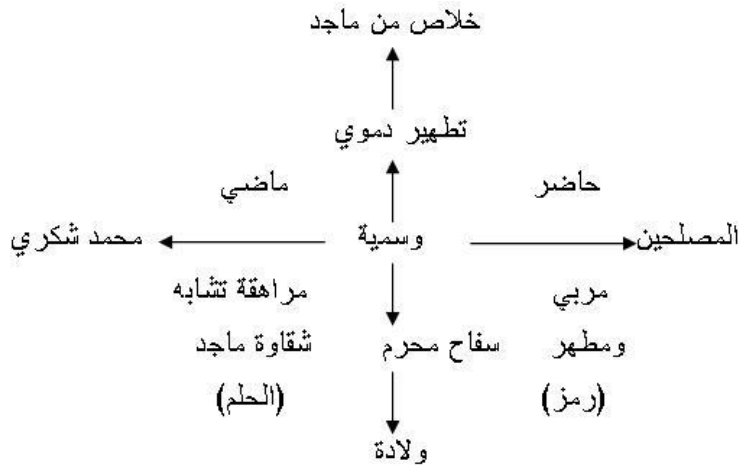 خلاص من ماجد
تطهير دموي
حاضر
ماضي
المصلحين
وسمية
محمد شكري
مربي
مراهقة تشابه
ومطهر
سفاح محرم
شقاوة ماجد
(رمز)
(الحلم)
ولادة